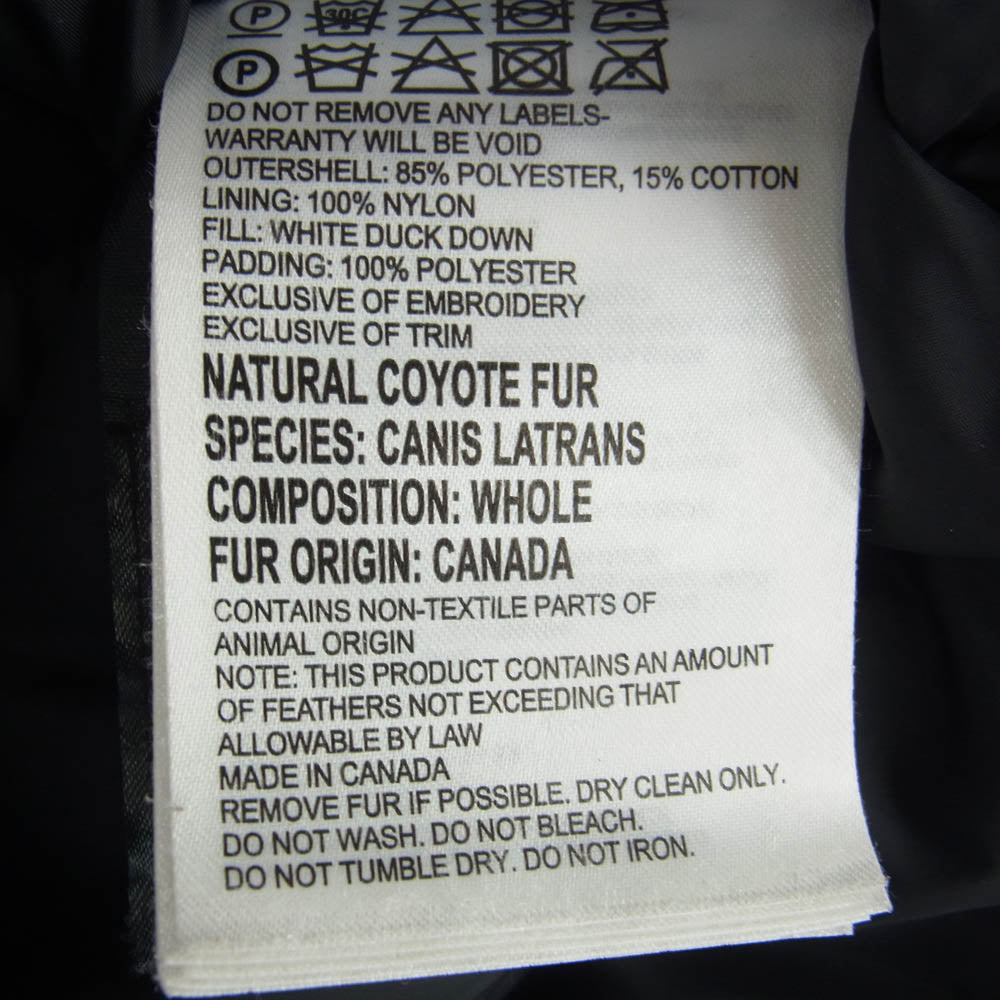 P 30C
P
DO NOT REMOVE ANY LABELS-
WARRANTY WILL BE VOID
OUTERSHELL: 85% POLYESTER, 15% COTTON
LINING: 100% NYLON
FILL: WHITE DUCK DOWN
PADDING: 100% POLYESTER
EXCLUSIVE OF EMBROIDERY
EXCLUSIVE OF TRIM
NATURAL COYOTE FUR
SPECIES: CANIS LATRANS
COMPOSITION: WHOLE
FUR ORIGIN: CANADA
CONTAINS NON-TEXTILE PARTS OF
ANIMAL ORIGIN
NOTE: THIS PRODUCT CONTAINS AN AMOUNT
OF FEATHERS NOT EXCEEDING THAT
ALLOWABLE BY LAW
MADE IN CANADA
REMOVE FUR IF POSSIBLE. DRY CLEAN ONLY.
DO NOT WASH. DO NOT BLEACH.
DO NOT TUMBLE DRY. DO NOT IRON.